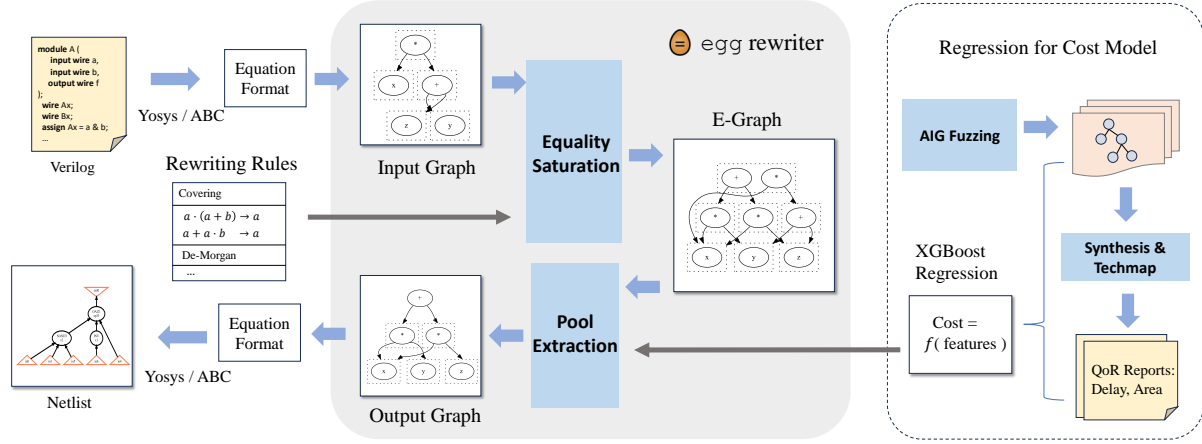 module A (
input wire a,
input wire b,
output wire f
);
wire Ax;
wire Bx;
assign Ax = a & b;
...
Verilog
Yosys / ABC
Equation
Format
*
x
+
z
y
Input Graph
Rewriting Rules
Covering
a · (a + b) → a
a + a · b → a
De-Morgan
...
egg rewriter
Equality
Saturation
E-Graph
+
*
*
*
+
x
y
z
Pool
Extraction
+
*
*
x
y
z
Output Graph
Equation
Format
Yosys / ABC
Netlist
Regression for Cost Model
AIG Fuzzing
Synthesis &
Techmap
XGBoost
Regression
Cost =
f( features )
QoR Reports:
Delay, Area